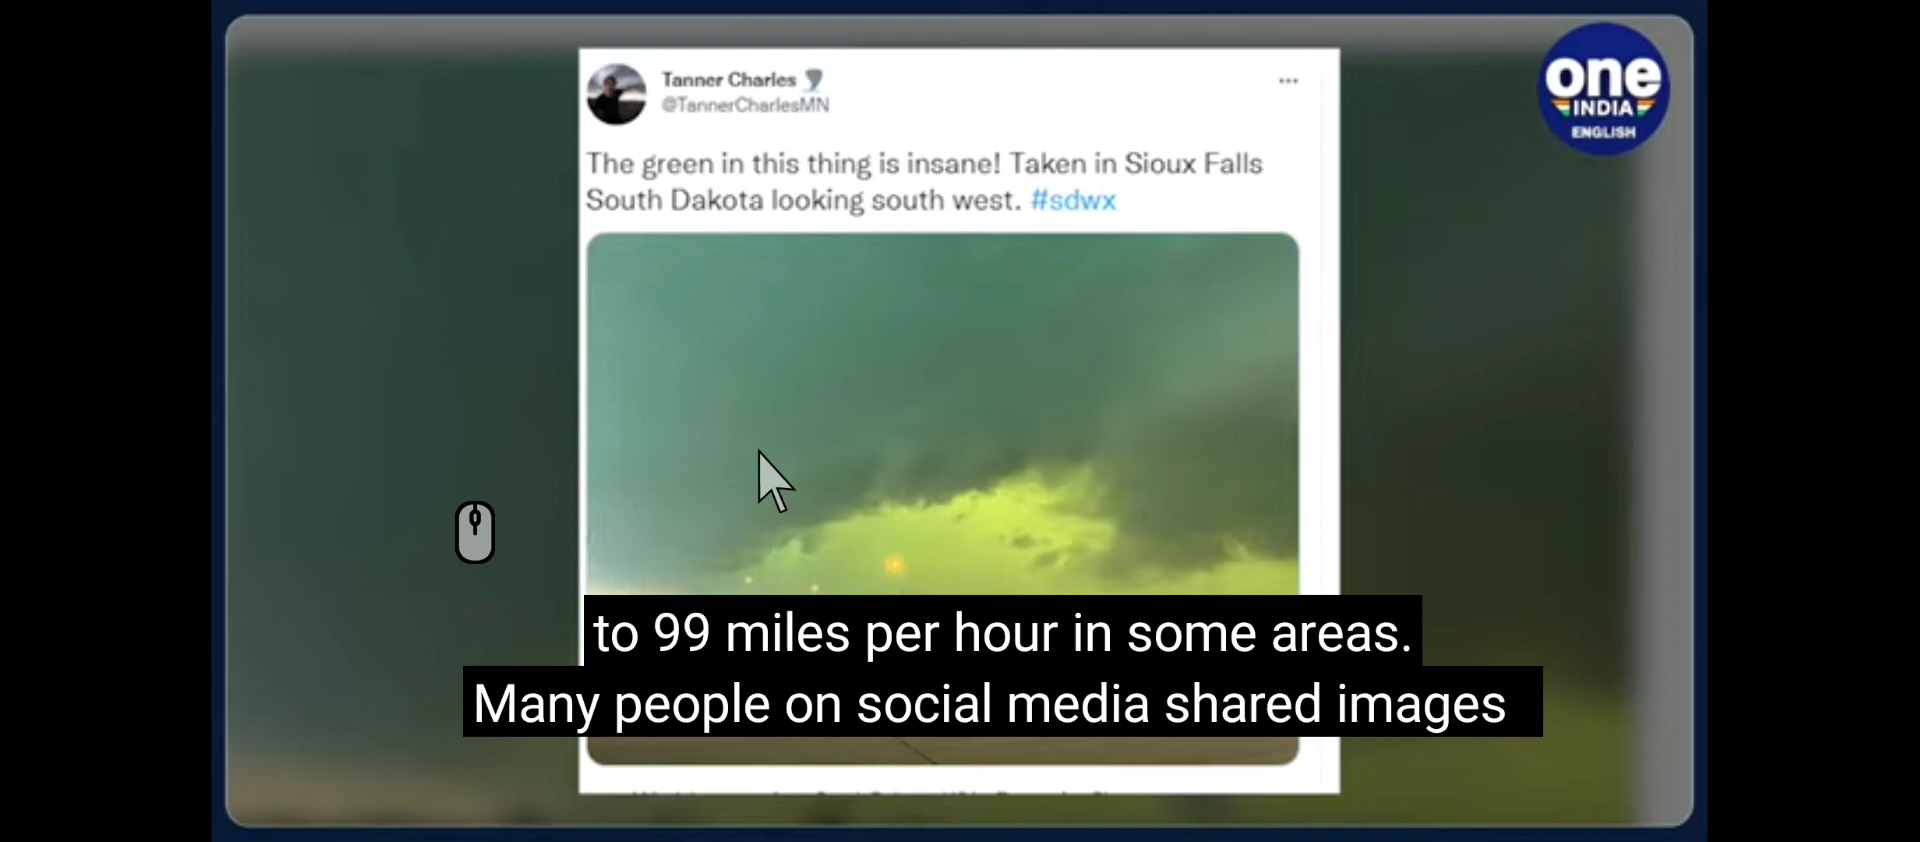 Tanner Charles
@TannerCharlesMN
one
INDIA
ENGLISH
The green in this thing is insane! Taken in Sioux Falls
South Dakota looking south west. #sdwx
to 99 miles per hour in some areas.
Many people on social media shared images